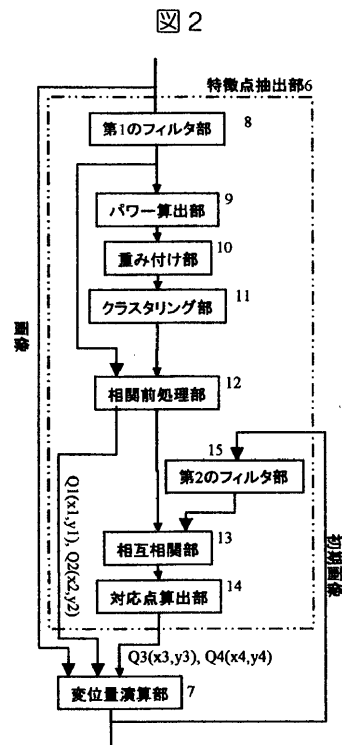 図2
特徴点抽出部6
第1のフィルタ部 8
パワー算出部 9
重み付け部 10
クラスタリング部 11
画像
相関前処理部 12
15
第2のフィルタ部
Q1(x1,y1), Q2(x2,y2)
相互相関部 13
初期画像
対応点算出部 14
Q3(x3,y3), Q4(x4,y4)
変位量演算部 7